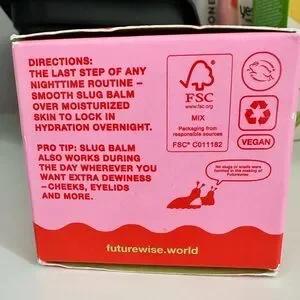 DIRECTIONS:
THE LAST STEP OF ANY
NIGHTTIME ROUTINE –
SMOOTH SLUG BALM
OVER MOISTURIZED
SKIN TO LOCK IN
HYDRATION OVERNIGHT.
PRO TIP: SLUG BALM
ALSO WORKS DURING
THE DAY WHEREVER YOU
WANT EXTRA DEWINESS
–CHEEKS, EYELIDS
AND MORE.
FSC
www.fsc.org
MIX
Packaging from
responsible sources
FSC® C011182
VEGAN
No slugs or snails were
harmed in the making of
Futurewise.
futurewise.world